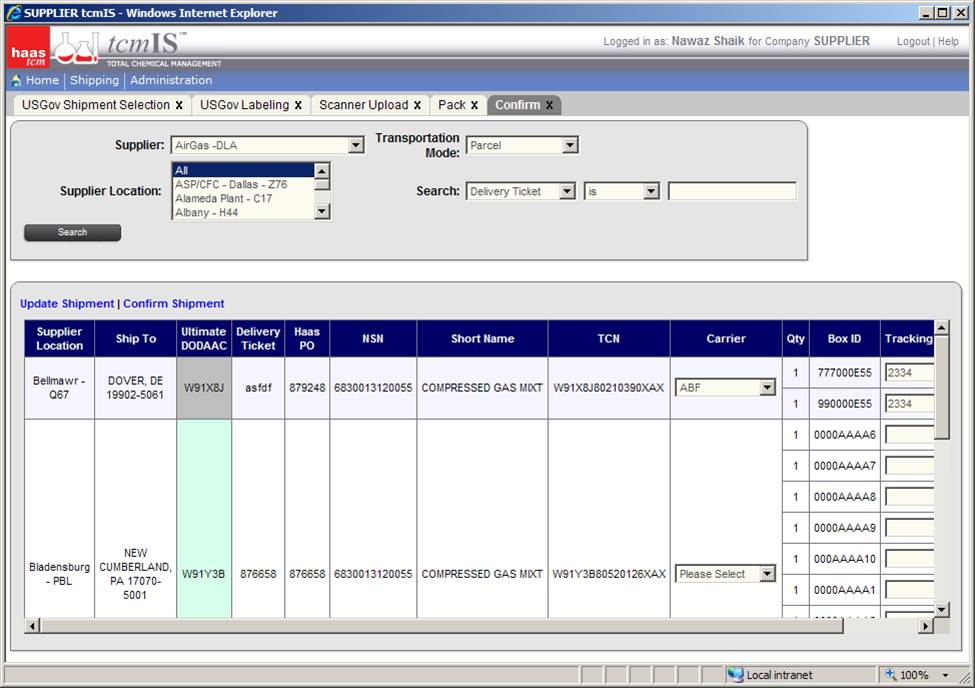 SUPPLIER tcmIS - Windows Internet Explorer
haas
tcm
tcmIS™
TOTAL CHEMICAL MANAGEMENT
Logged in as: Nawaz Shaik for Company SUPPLIER
Logout | Help
Home | Shipping | Administration
USGov Shipment Selection x
USGov Labeling x
Scanner Upload x
Pack x
Confirm x
Supplier: AirGas -DLA
Transportation
Mode: Parcel
Supplier Location:
All
ASP/CFC - Dallas - Z76
Alameda Plant - C17
Albany - H44
Search: Delivery Ticket is
Search
Update Shipment | Confirm Shipment
Supplier
Location
Ship To
Ultimate
DODAAC
Delivery
Ticket
Haas
PO
NSN
Short Name
TCN
Carrier
Qty
Box ID
Tracking
Bellmawr -
Q67
DOVER, DE
19902-5061
W91X8J
asfdf
879248
6830013120055
COMPRESSED GAS MIXT
W91X8J80210390XAX
ABF
1 777000E55 2334
1 990000E55 2334
Bladensburg
- PBL
NEW
CUMBERLAND,
PA 17070-
5001
W91Y3B
876658
876658
6830013120055
COMPRESSED GAS MIXT
W91Y3B80520126XAX
Please Select
1 0000AAAA6
1 0000AAAA7
1 0000AAAA8
1 0000AAAA9
1 000AAAA10
1 0000AAAA1
Local intranet
100%